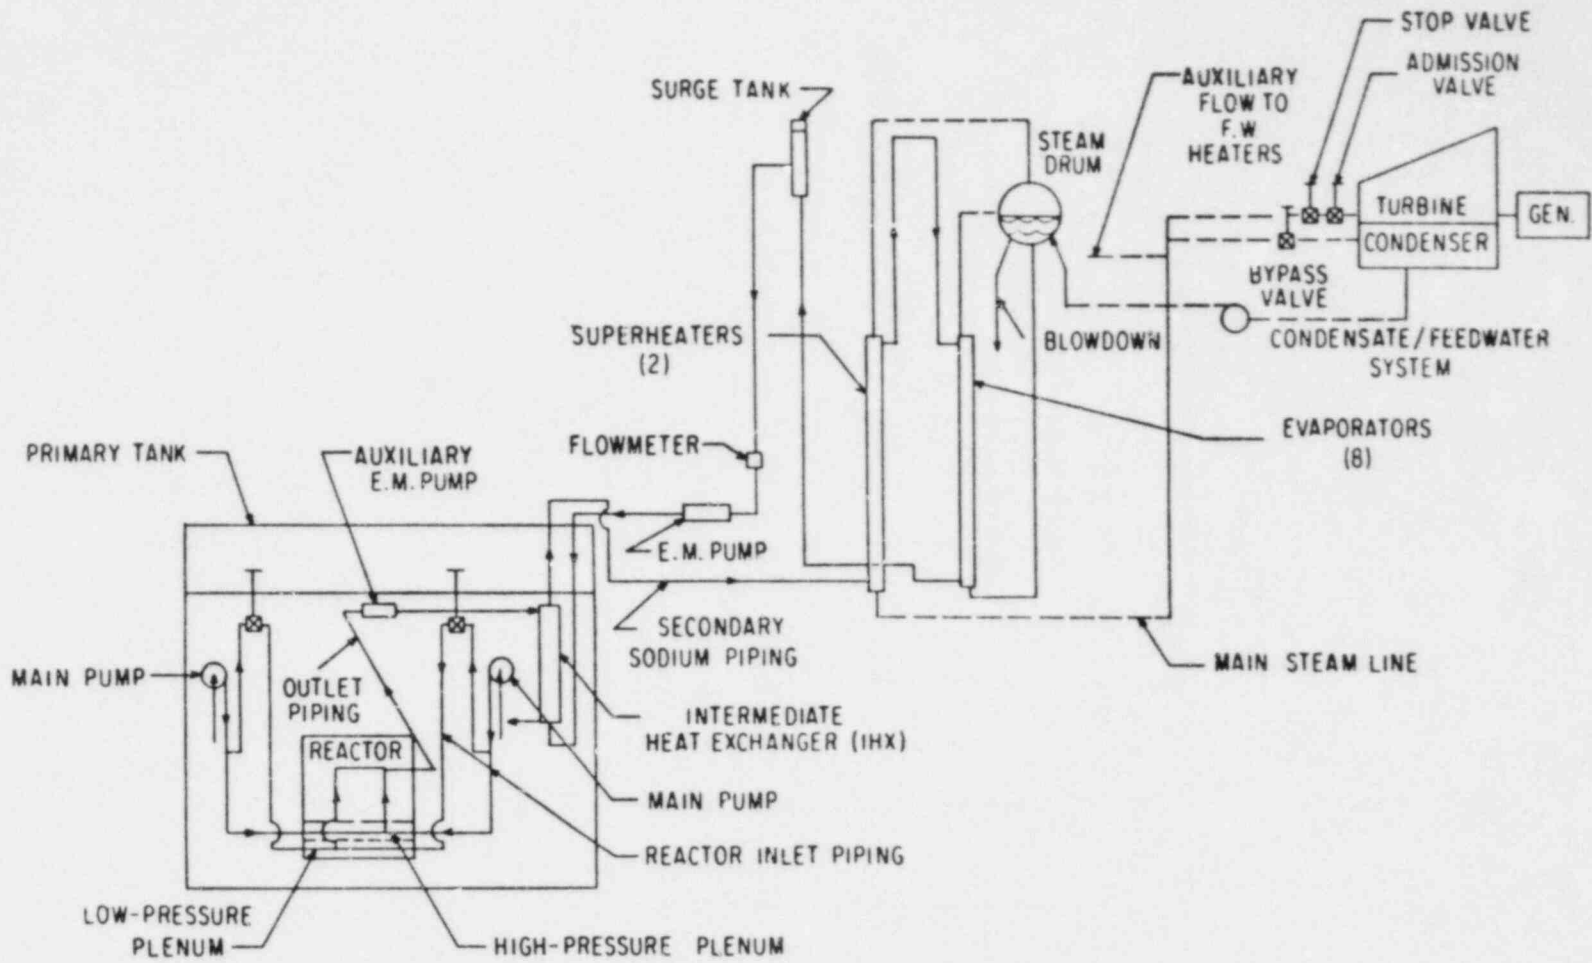 STOP VALVE
ADMISSION
VALVE
AUXILIARY
FLOW TO
F.W
HEATERS
SURGE TANK
STEAM
DRUM
TURBINE
GEN.
CONDENSER
BYPASS
VALVE
SUPERHEATERS
(2)
BLOWDOWN
CONDENSATE/FEEDWATER
SYSTEM
EVAPORATORS
(8)
FLOWMETER
PRIMARY TANK
AUXILIARY
E.M. PUMP
E.M. PUMP
SECONDARY
SODIUM PIPING
MAIN STEAM LINE
MAIN PUMP
OUTLET
PIPING
INTERMEDIATE
HEAT EXCHANGER (IHX)
REACTOR
MAIN PUMP
REACTOR INLET PIPING
LOW-PRESSURE
PLENUM
HIGH-PRESSURE PLENUM